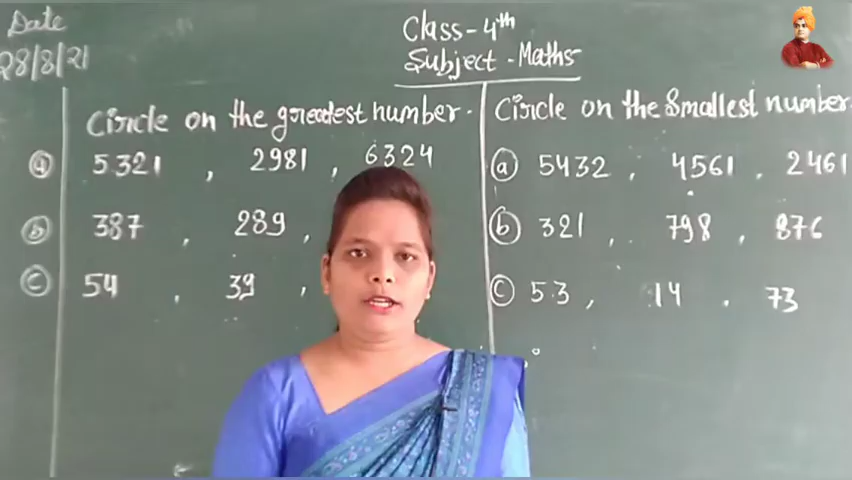 Date
28/8/21
Class - 4th
Subject - Maths
Circle on the greatest number.
(a) 5321 , 2981 , 6324
(b) 387 , 289 ,
(c) 54 , 39 ,
Circle on the smallest number.
(a) 5432 , 4561 , 2461
(b) 321 , 798 , 876
(c) 53 , 14 , 73